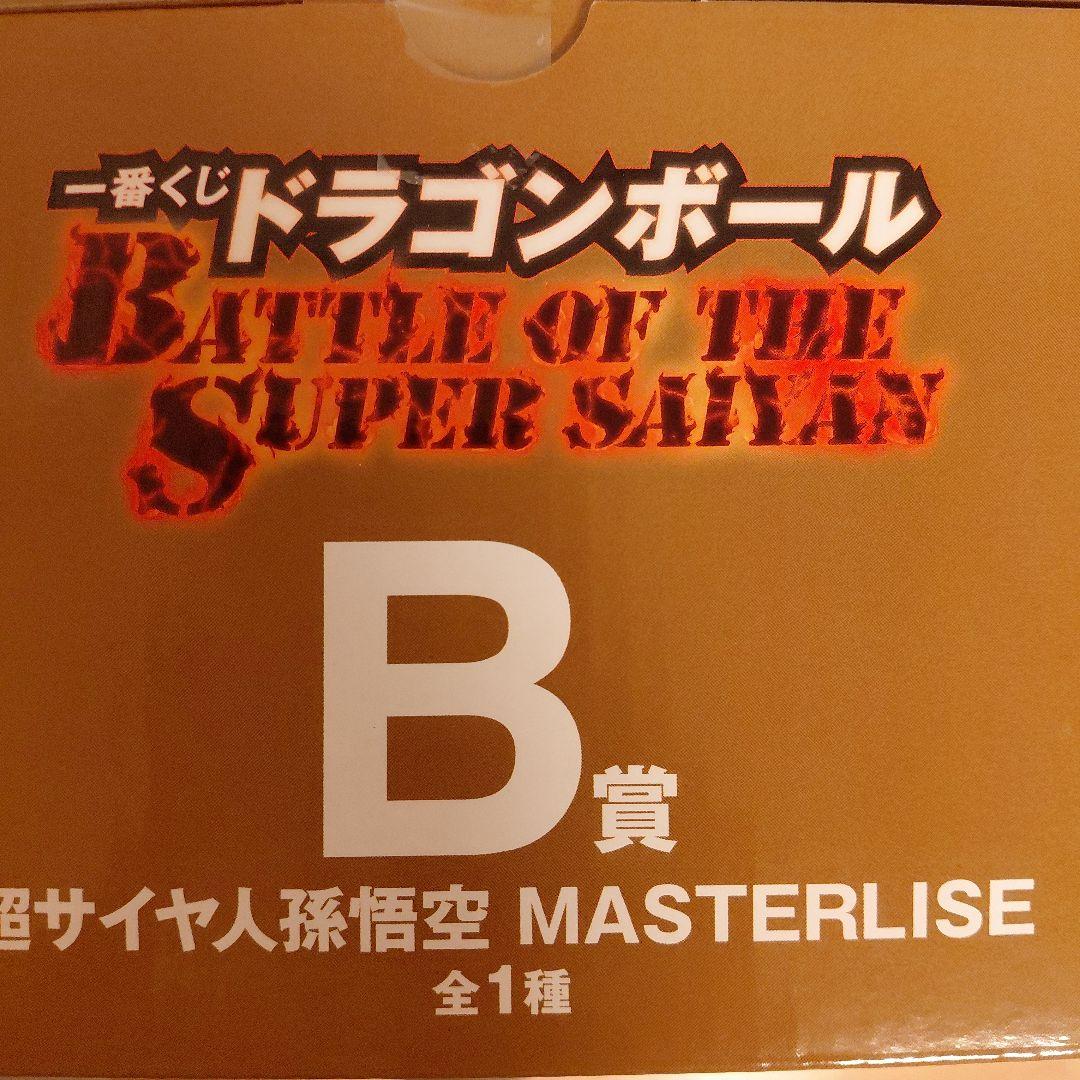 一番くじ ドラゴンボール
BATTLE OF THE
SUPER SAIYAN
B賞
超サイヤ人孫悟空 MASTERLISE
全1種